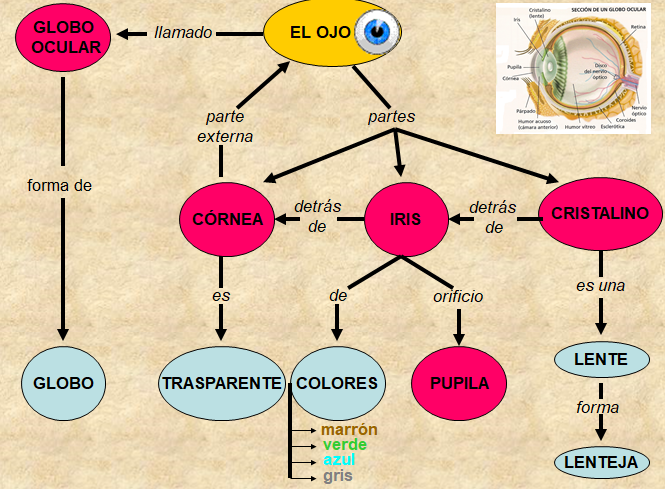 GLOBO
OCULAR
llamado
EL OJO
SECCIÓN DE UN GLOBO OCULAR
Cristalino
(lente)
Iris
Retina
Pupila
Disco
del nervio
óptico
Córnea
Párpado
Nervio
óptico
Humor acuoso
(cámara anterior)
Humor vítreo
Esclerótica
Coroides
parte
externa
partes
forma de
CÓRNEA
detrás
de
IRIS
detrás
de
CRISTALINO
es
de
orificio
es una
GLOBO
TRASPARENTE
COLORES
PUPILA
LENTE
forma
LENTEJA
marrón
verde
azul
gris